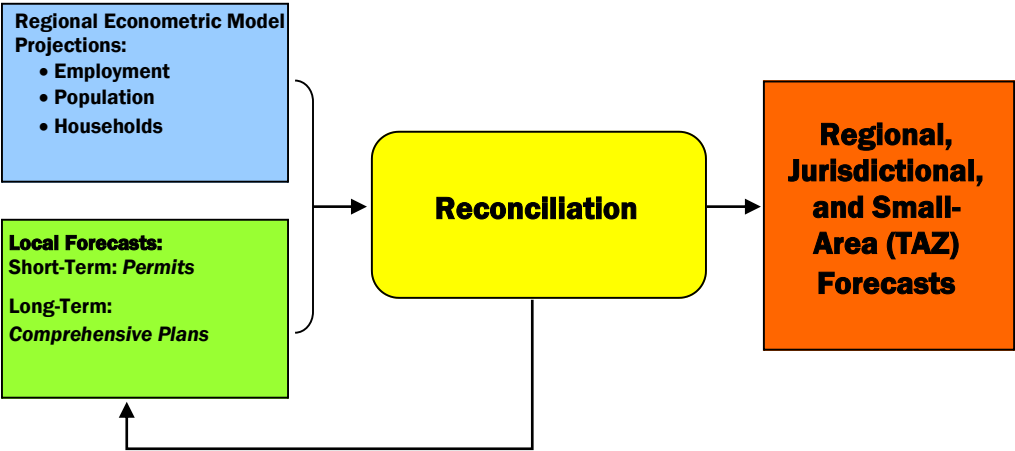 Regional Econometric Model
Projections:
• Employment
• Population
• Households
Local Forecasts:
Short-Term: Permits
Long-Term:
Comprehensive Plans
Reconciliation
Regional,
Jurisdictional,
and Small-
Area (TAZ)
Forecasts